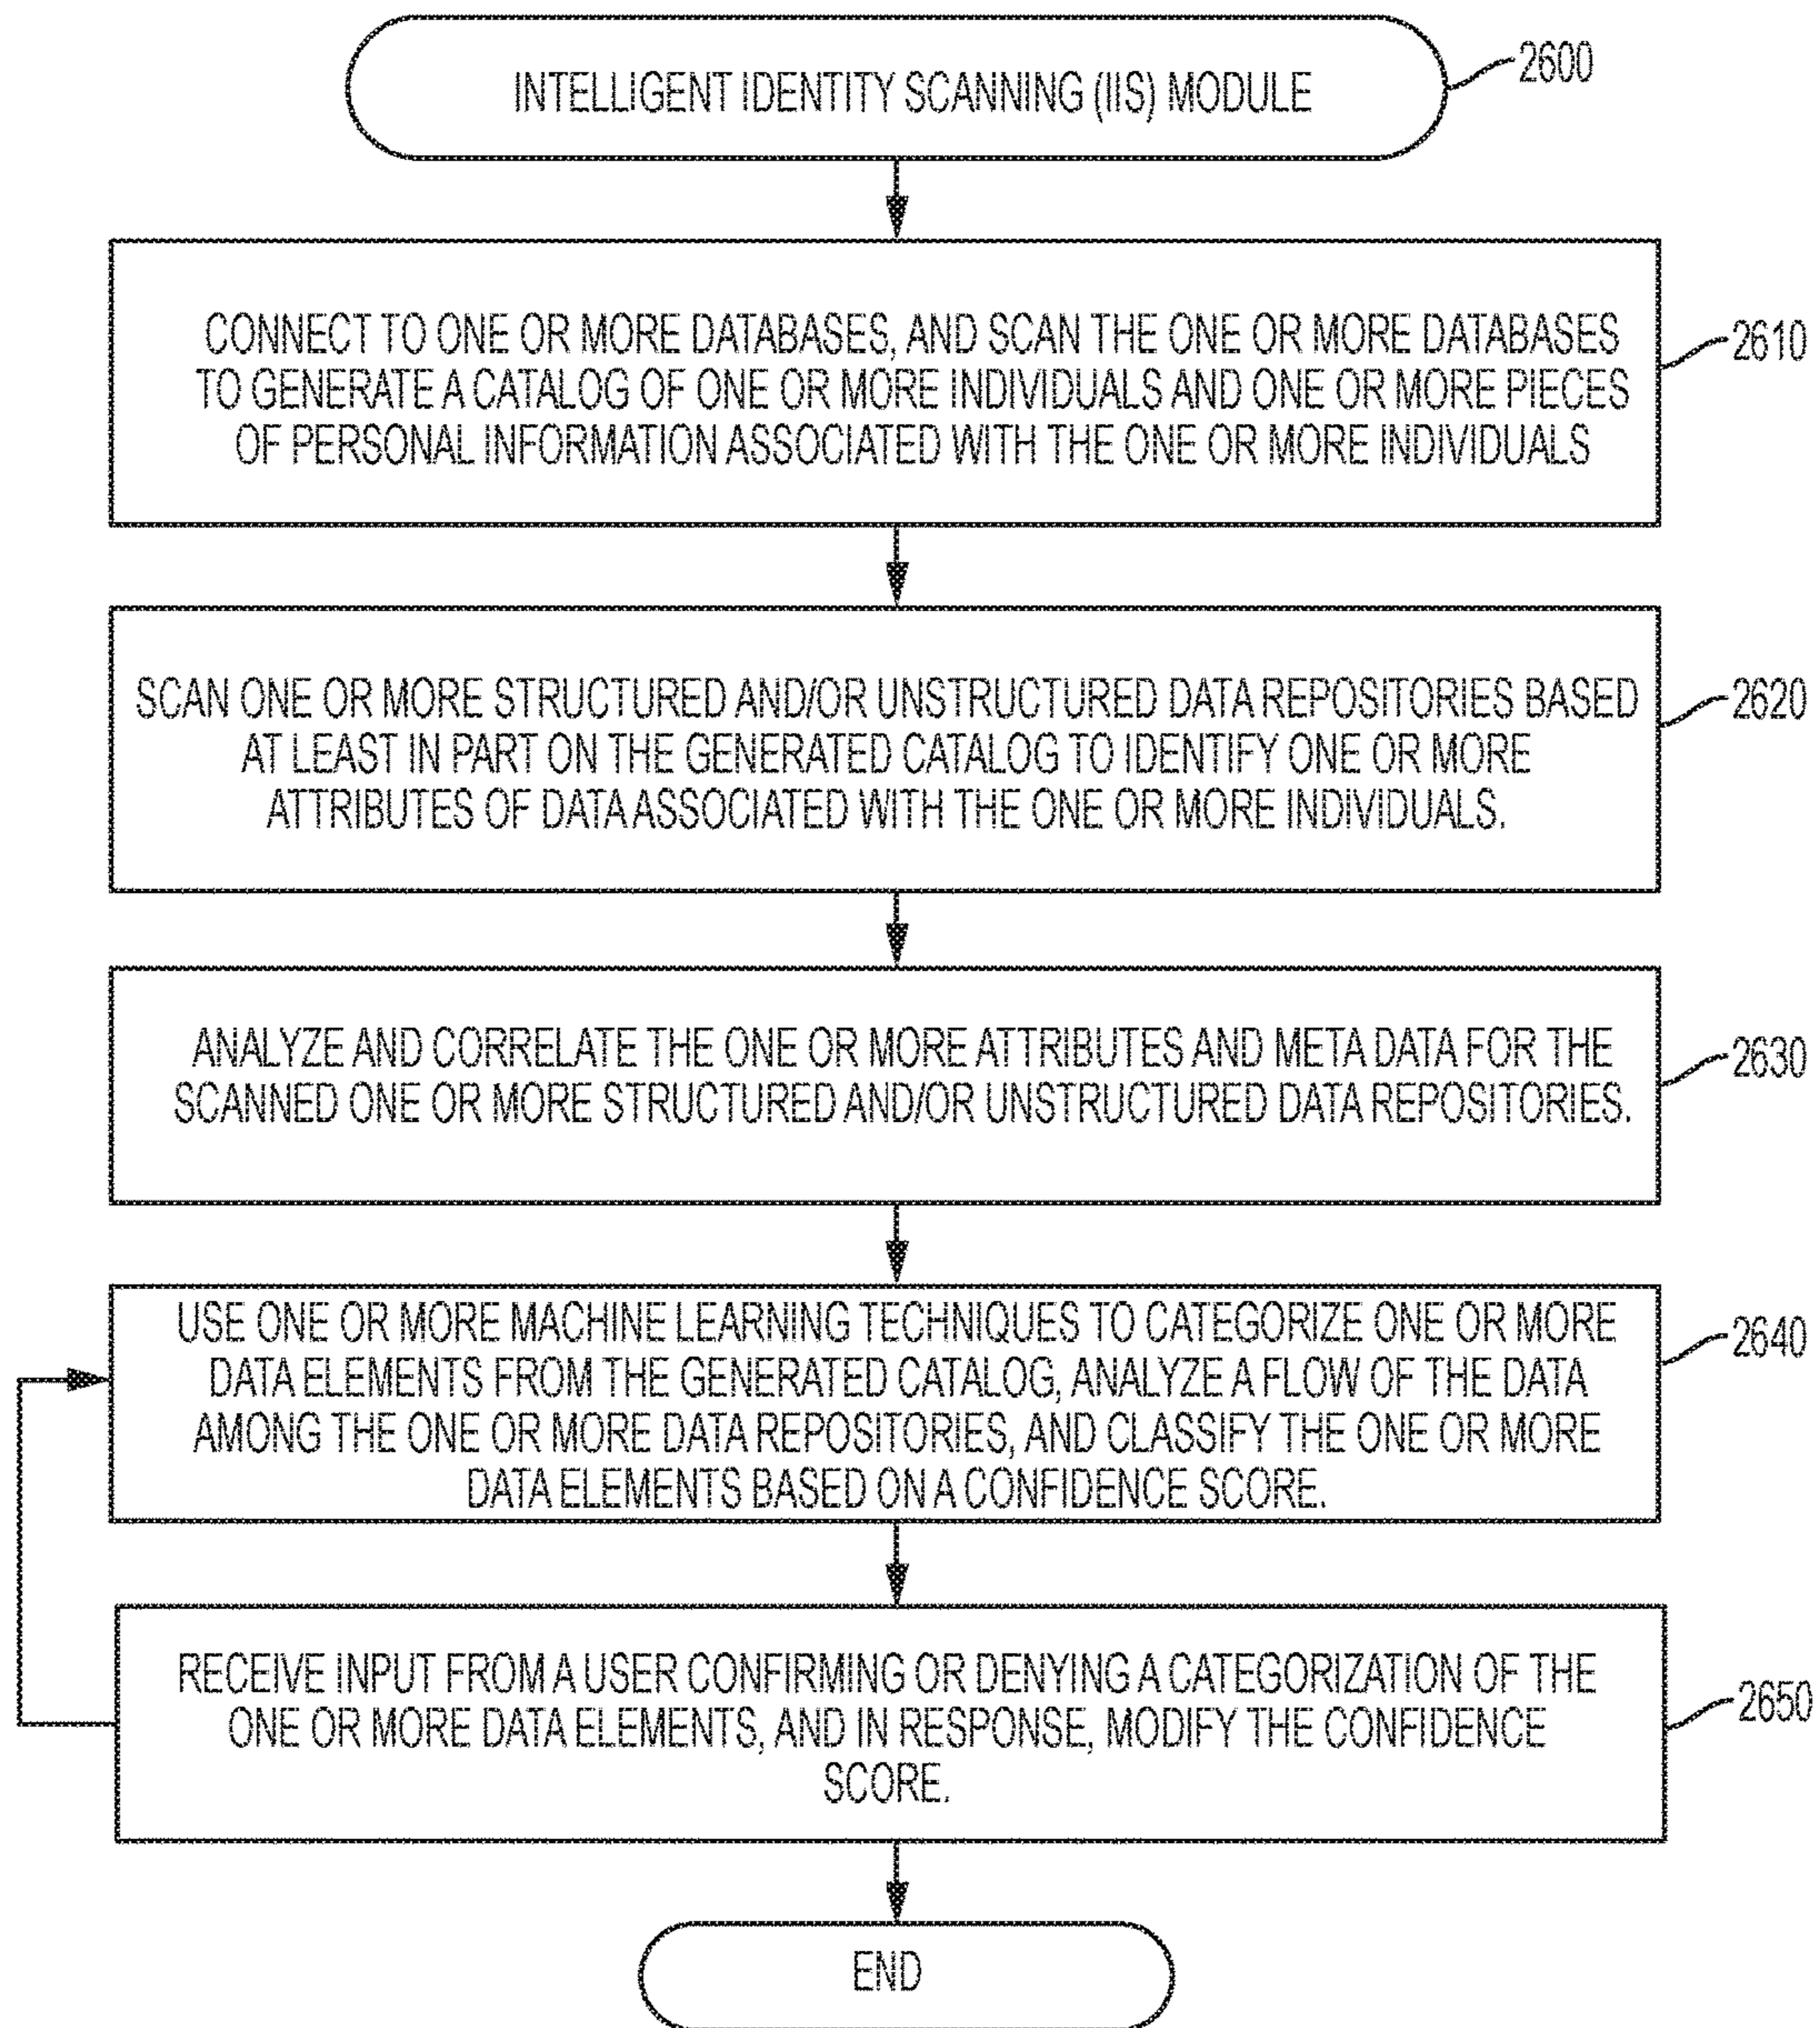 INTELLIGENT IDENTITY SCANNING (IIS) MODULE
2600
CONNECT TO ONE OR MORE DATABASES, AND SCAN THE ONE OR MORE DATABASES
TO GENERATE A CATALOG OF ONE OR MORE INDIVIDUALS AND ONE OR MORE PIECES
OF PERSONAL INFORMATION ASSOCIATED WITH THE ONE OR MORE INDIVIDUALS
2610
SCAN ONE OR MORE STRUCTURED AND/OR UNSTRUCTURED DATA REPOSITORIES BASED
AT LEAST IN PART ON THE GENERATED CATALOG TO IDENTIFY ONE OR MORE
ATTRIBUTES OF DATA ASSOCIATED WITH THE ONE OR MORE INDIVIDUALS.
2620
ANALYZE AND CORRELATE THE ONE OR MORE ATTRIBUTES AND META DATA FOR THE
SCANNED ONE OR MORE STRUCTURED AND/OR UNSTRUCTURED DATA REPOSITORIES.
2630
USE ONE OR MORE MACHINE LEARNING TECHNIQUES TO CATEGORIZE ONE OR MORE
DATA ELEMENTS FROM THE GENERATED CATALOG, ANALYZE A FLOW OF THE DATA
AMONG THE ONE OR MORE DATA REPOSITORIES, AND CLASSIFY THE ONE OR MORE
DATA ELEMENTS BASED ON A CONFIDENCE SCORE.
2640
RECEIVE INPUT FROM A USER CONFIRMING OR DENYING A CATEGORIZATION OF THE
ONE OR MORE DATA ELEMENTS, AND IN RESPONSE, MODIFY THE CONFIDENCE
SCORE.
2650
END